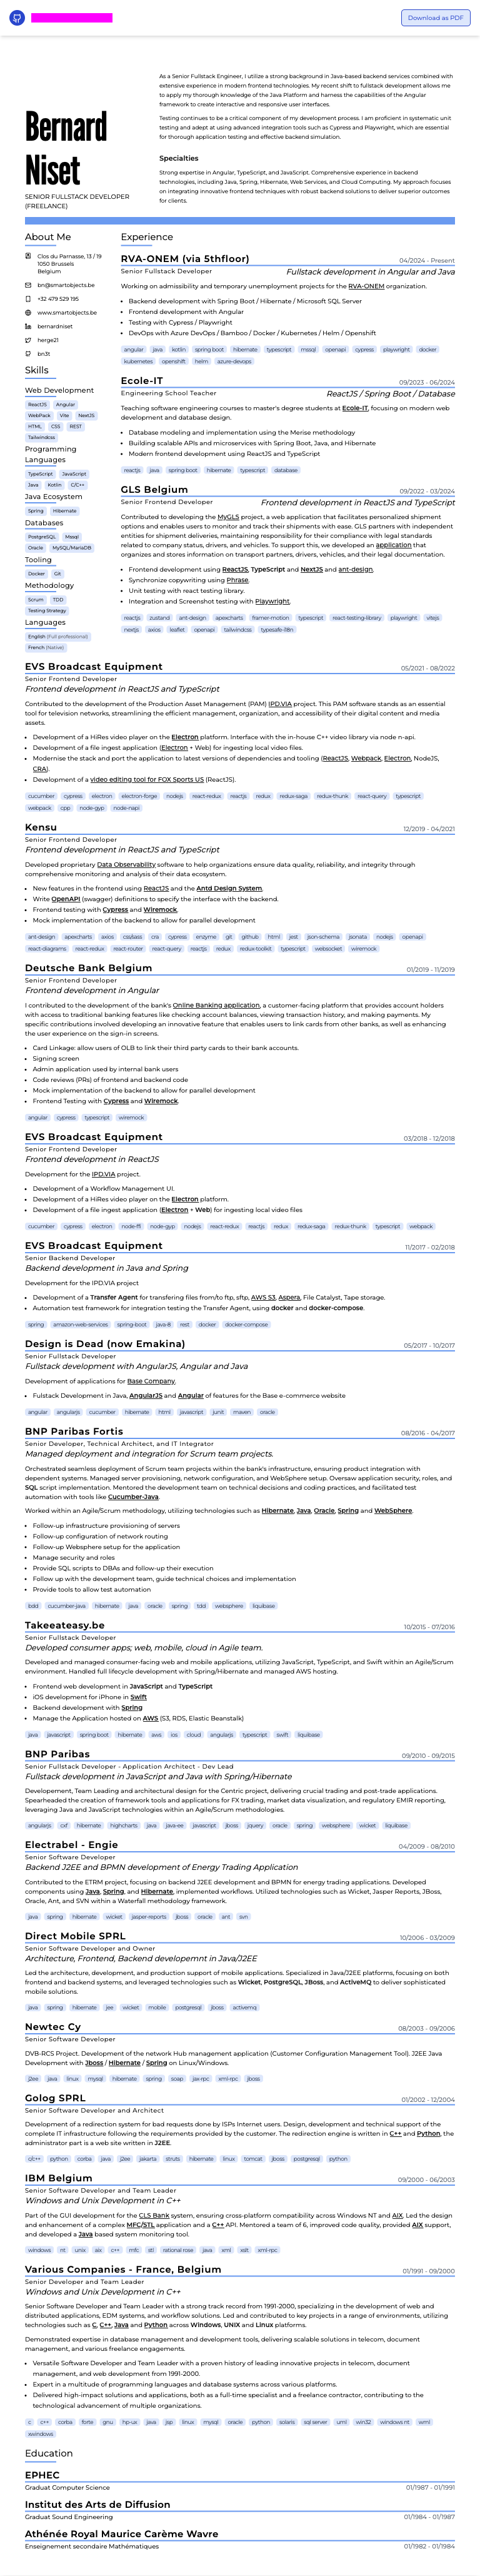 Download as PDF
Bernard
Niset
SENIOR FULLSTACK DEVELOPER
(FREELANCE)
As a Senior Fullstack Engineer, I utilize a strong background in Java-based backend services combined with
extensive experience in modern frontend technologies. My recent shift to fullstack development allows me
to apply my thorough knowledge of the Java Platform and harness the capabilities of the Angular
framework to create interactive and responsive user interfaces.
Testing continues to be a critical component of my development process. I am proficient in systematic unit
testing and adept at using advanced integration tools such as Cypress and Playwright, which are essential
for thorough application testing and effective backend simulation.
Specialties
Strong expertise in Angular, TypeScript, and JavaScript. Comprehensive experience in backend
technologies, including Java, Spring, Hibernate, Web Services, and Cloud Computing. My approach focuses
on integrating innovative frontend techniques with robust backend solutions to deliver superior outcomes
for clients.
About Me
Clos du Parnasse, 13 / 19
1050 Brussels
Belgium
bn@smartobjects.be
+32 479 529 195
www.smartobjects.be
bernardniset
herge21
bn3t
Skills
Web Development
ReactJS Angular
WebPack Vite NestJS
HTML CSS REST
Tailwindcss
Programming
Languages
TypeScript JavaScript
Java Kotlin C/C++
Java Ecosystem
Spring Hibernate
Databases
PostgreSQL Mssql
Oracle MySQL/MariaDB
Tooling
Docker Git
Methodology
Scrum TDD
Testing Strategy
Languages
English (Full professional)
French (Native)
Experience
RVA-ONEM (via 5thfloor) 04/2024 - Present
Senior Fullstack Developer Fullstack development in Angular and Java
Working on admissibility and temporary unemployment projects for the RVA-ONEM organization.
• Backend development with Spring Boot / Hibernate / Microsoft SQL Server
• Frontend development with Angular
• Testing with Cypress / Playwright
• DevOps with Azure DevOps / Bamboo / Docker / Kubernetes / Helm / Openshift
angular java kotlin spring boot hibernate typescript mssql openapi cypress playwright docker
kubernetes openshift helm azure-devops
Ecole-IT 09/2023 - 06/2024
Engineering School Teacher ReactJS / Spring Boot / Database
Teaching software engineering courses to master's degree students at Ecole-IT, focusing on modern web
development and database design.
• Database modeling and implementation using the Merise methodology
• Building scalable APIs and microservices with Spring Boot, Java, and Hibernate
• Modern frontend development using ReactJS and TypeScript
reactjs java spring boot hibernate typescript database
GLS Belgium 09/2022 - 03/2024
Senior Frontend Developer Frontend development in ReactJS and TypeScript
Contributed to developing the MyGLS project, a web application that facilitates personalized shipment
options and enables users to manage and track their shipments with ease. GLS partners with independent
entities for shipment deliveries, maintaining responsibility for compliance with legal standards
related to company statutes, drivers, and vehicles. To support this, we developed an application that
oversees the adherence of partner organizations, drivers, and vehicles to their legal documentation.
• Frontend development using ReactJS, TypeScript and NextJS and ant-design.
• Synchronize copywriting using Phrase.
• Unit testing with react testing library.
• Integration and Screenshot testing with Playwright.
reactjs zustand ant-design apexcharts framer-motion typescript react-testing-library playwright vitejs
nextjs axios leaflet openapi tailwindcss typesafe-i18n
EVS Broadcast Equipment 05/2021 - 08/2022
Senior Frontend Developer
Frontend development in ReactJS and TypeScript
Contributed to the development of the Production Asset Management (PAM) IPD.VIA project. This PAM software stands as an essential
tool for television networks, streamlining the efficient management, organization, and accessibility of their digital content and media
assets.
• Development of a HiRes video player on the Electron platform. Interface with the in-house C++ video library via node n-api.
• Development of a file ingest application (Electron + Web) for ingesting local video files.
• Modernise the stack and port the application to latest version of dependencies and tooling (ReactJS, Webpack, Electron, NodeJS,
CRA).
• Development of a video editing tool for FOX Sports US (ReactJS).
cucumber cypress electron electron-forge nodejs react-redux reactjs redux redux-saga redux-thunk react-query typescript
webpack cpp node-gyp node-napi
Kensu 12/2019 - 04/2021
Senior Frontend Developer
Frontend development in ReactJS and TypeScript
Developed proprietary Data Observability software to help organizations ensure data quality, reliability, and integrity through
comprehensive monitoring and analysis of their data ecosystem.
• New features in the frontend using ReactJS and the Antd Design System.
• Write OpenAPI (swagger) definitions to specify the interface with the backend.
• Frontend testing with Cypress and Wiremock.
• Mock implementation of the backend to allow for parallel development
ant-design apexcharts axios css/sass cra cypress enzyme git github html jest json-schema jsonata nodejs openapi
react-diagrams react-redux react-router react-query reactjs redux redux-toolkit typescript websocket wiremock
Deutsche Bank Belgium 01/2019 - 11/2019
Senior Frontend Developer
Frontend development in Angular
I contributed to the development of the bank's Online Banking application, a customer-facing platform that provides account holders
with access to traditional banking features like checking account balances, viewing transaction history, and making payments. My
specific contributions involved developing an innovative feature that enables users to link cards from other banks, as well as enhancing
the user experience on the sign-in screens.
• Card Linkage: allow users of OLB to link their third party cards to their bank accounts.
• Signing screen
• Admin application used by internal bank users
• Code reviews (PRs) of frontend and backend code
• Mock implementation of the backend to allow for parallel development
• Frontend Testing with Cypress and Wiremock.
angular cypress typescript wiremock
EVS Broadcast Equipment 03/2018 - 12/2018
Senior Frontend Developer
Frontend development in ReactJS
Development for the IPD.VIA project.
• Development of a Workflow Management UI.
• Development of a HiRes video player on the Electron platform.
• Development of a file ingest application (Electron + Web) for ingesting local video files
cucumber cypress electron node-ffi node-gyp nodejs react-redux reactjs redux redux-saga redux-thunk typescript webpack
EVS Broadcast Equipment 11/2017 - 02/2018
Senior Backend Developer
Backend development in Java and Spring
Development for the IPD.VIA project
• Development of a Transfer Agent for transfering files from/to ftp, sftp, AWS S3, Aspera, File Catalyst, Tape storage.
• Automation test framework for integration testing the Transfer Agent, using docker and docker-compose.
spring amazon-web-services spring-boot java-8 rest docker docker-compose
Design is Dead (now Emakina) 05/2017 - 10/2017
Senior Fullstack Developer
Fullstack development with AngularJS, Angular and Java
Development of applications for Base Company.
• Fulstack Development in Java, AngularJS and Angular of features for the Base e-commerce website
angular angularjs cucumber hibernate html javascript junit maven oracle
BNP Paribas Fortis 08/2016 - 04/2017
Senior Developer, Technical Architect, and IT Integrator
Managed deployment and integration for Scrum team projects.
Orchestrated seamless deployment of Scrum team projects within the bank's infrastructure, ensuring product integration with
dependent systems. Managed server provisioning, network configuration, and WebSphere setup. Oversaw application security, roles, and
SQL script implementation. Mentored the development team on technical decisions and coding practices, and facilitated test
automation with tools like Cucumber-Java.
Worked within an Agile/Scrum methodology, utilizing technologies such as Hibernate, Java, Oracle, Spring and WebSphere.
• Follow-up infrastructure provisioning of servers
• Follow-up configuration of network routing
• Follow-up Websphere setup for the application
• Manage security and roles
• Provide SQL scripts to DBAs and follow-up their execution
• Follow up with the development team, guide technical choices and implementation
• Provide tools to allow test automation
bdd cucumber-java hibernate java oracle spring tdd websphere liquibase
Takeeateasy.be 10/2015 - 07/2016
Senior Fullstack Developer
Developed consumer apps; web, mobile, cloud in Agile team.
Developed and managed consumer-facing web and mobile applications, utilizing JavaScript, TypeScript, and Swift within an Agile/Scrum
environment. Handled full lifecycle development with Spring/Hibernate and managed AWS hosting.
• Frontend web development in JavaScript and TypeScript
• iOS development for iPhone in Swift
• Backend development with Spring
• Manage the Application hosted on AWS (S3, RDS, Elastic Beanstalk)
java javascript spring boot hibernate aws ios cloud angularjs typescript swift liquibase
BNP Paribas 09/2010 - 09/2015
Senior Fullstack Developer - Application Architect - Dev Lead
Fullstack development in JavaScript and Java with Spring/Hibernate
Development, Team Leading and architectural design for the Centric project, delivering crucial trading and post-trade applications.
Spearheaded the creation of framework tools and applications for FX trading, market data visualization, and regulatory EMIR reporting,
leveraging Java and JavaScript technologies within an Agile/Scrum methodologies.
angularjs cxf hibernate highcharts java java-ee javascript jboss jquery oracle spring websphere wicket liquibase
Electrabel - Engie 04/2009 - 08/2010
Senior Software Developer
Backend J2EE and BPMN development of Energy Trading Application
Contributed to the ETRM project, focusing on backend J2EE development and BPMN for energy trading applications. Developed
components using Java, Spring, and Hibernate, implemented workflows. Utilized technologies such as Wicket, Jasper Reports, JBoss,
Oracle, Ant, and SVN within a Waterfall methodology framework.
java spring hibernate wicket jasper-reports jboss oracle ant svn
Direct Mobile SPRL 10/2006 - 03/2009
Senior Software Developer and Owner
Architecture, Frontend, Backend developemnt in Java/J2EE
Led the architecture, development, and production support of mobile applications. Specialized in Java/J2EE platforms, focusing on both
frontend and backend systems, and leveraged technologies such as Wicket, PostgreSQL, JBoss, and ActiveMQ to deliver sophisticated
mobile solutions.
java spring hibernate jee wicket mobile postgresql jboss activemq
Newtec Cy 08/2003 - 09/2006
Senior Software Developer
DVB-RCS Project. Development of the network Hub management application (Customer Configuration Management Tool). J2EE Java
Development with Jboss / Hibernate / Spring on Linux/Windows.
j2ee java linux mysql hibernate spring soap jax-rpc xml-rpc jboss
Golog SPRL 01/2002 - 12/2004
Senior Software Developer and Architect
Development of a redirection system for bad requests done by ISPs Internet users. Design, development and technical support of the
complete IT infrastructure following the requirements provided by the customer. The redirection engine is written in C++ and Python, the
administrator part is a web site written in J2EE.
c/c++ python corba java j2ee jakarta struts hibernate linux tomcat jboss postgresql python
IBM Belgium 09/2000 - 06/2003
Senior Software Developer and Team Leader
Windows and Unix Development in C++
Part of the GUI development for the CLS Bank system, ensuring cross-platform compatibility across Windows NT and AIX. Led the design
and enhancement of a complex MFC/STL application and a C++ API. Mentored a team of 6, improved code quality, provided AIX support,
and developed a Java based system monitoring tool.
windows nt unix aix c++ mfc stl rational rose java xml xslt xml-rpc
Various Companies - France, Belgium 01/1991 - 09/2000
Senior Developer and Team Leader
Windows and Unix Development in C++
Senior Software Developer and Team Leader with a strong track record from 1991-2000, specializing in the development of web and
distributed applications, EDM systems, and workflow solutions. Led and contributed to key projects in a range of environments, utilizing
technologies such as C, C++, Java and Python across Windows, UNIX and Linux platforms.
Demonstrated expertise in database management and development tools, delivering scalable solutions in telecom, document
management, and various freelance engagements.
• Versatile Software Developer and Team Leader with a proven history of leading innovative projects in telecom, document
management, and web development from 1991-2000.
• Expert in a multitude of programming languages and database systems across various platforms.
• Delivered high-impact solutions and applications, both as a full-time specialist and a freelance contractor, contributing to the
technological advancement of multiple organizations.
c c++ corba forte gnu hp-ux java jsp linux mysql oracle python solaris sql server uml win32 windows nt wml
xwindows
Education
EPHEC
Graduat Computer Science 01/1987 - 01/1991
Institut des Arts de Diffusion
Graduat Sound Engineering 01/1984 - 01/1987
Athénée Royal Maurice Carème Wavre
Enseignement secondaire Mathématiques 01/1982 - 01/1984